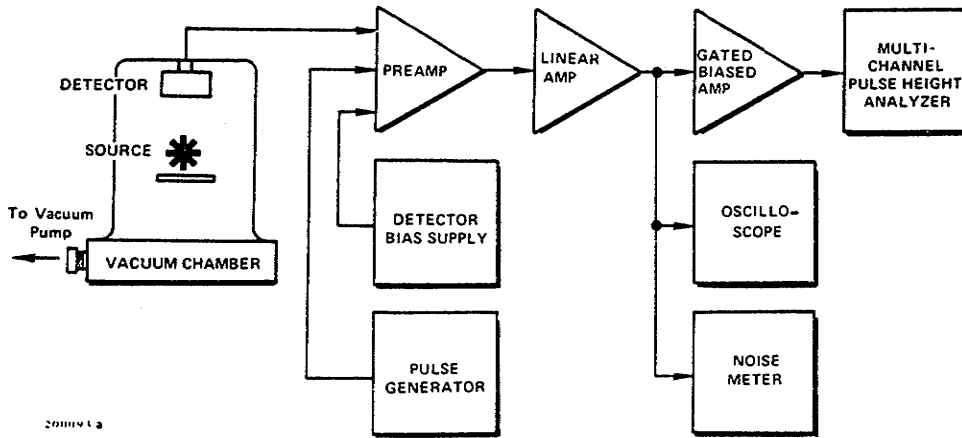 DETECTOR
SOURCE
To Vacuum
Pump
VACUUM CHAMBER
PREAMP
LINEAR
AMP
GATED
BIASED
AMP
MULTI-
CHANNEL
PULSE HEIGHT
ANALYZER
DETECTOR
BIAS SUPPLY
OSCILLO-
SCOPE
PULSE
GENERATOR
NOISE
METER